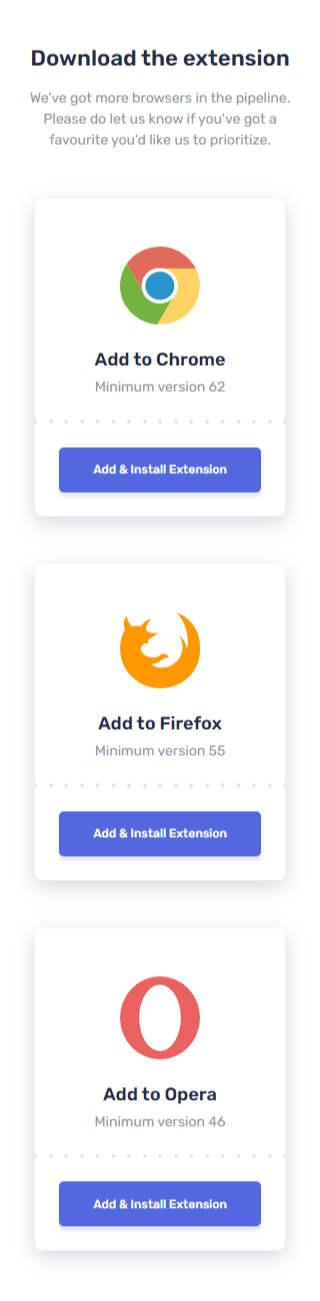 Download the extension
We've got more browsers in the pipeline.
Please do let us know if you've got a
favourite you'd like us to prioritize.
Add to Chrome
Minimum version 62
Add & Install Extension
Add to Firefox
Minimum version 55
Add & Install Extension
Add to Opera
Minimum version 46
Add & Install Extension